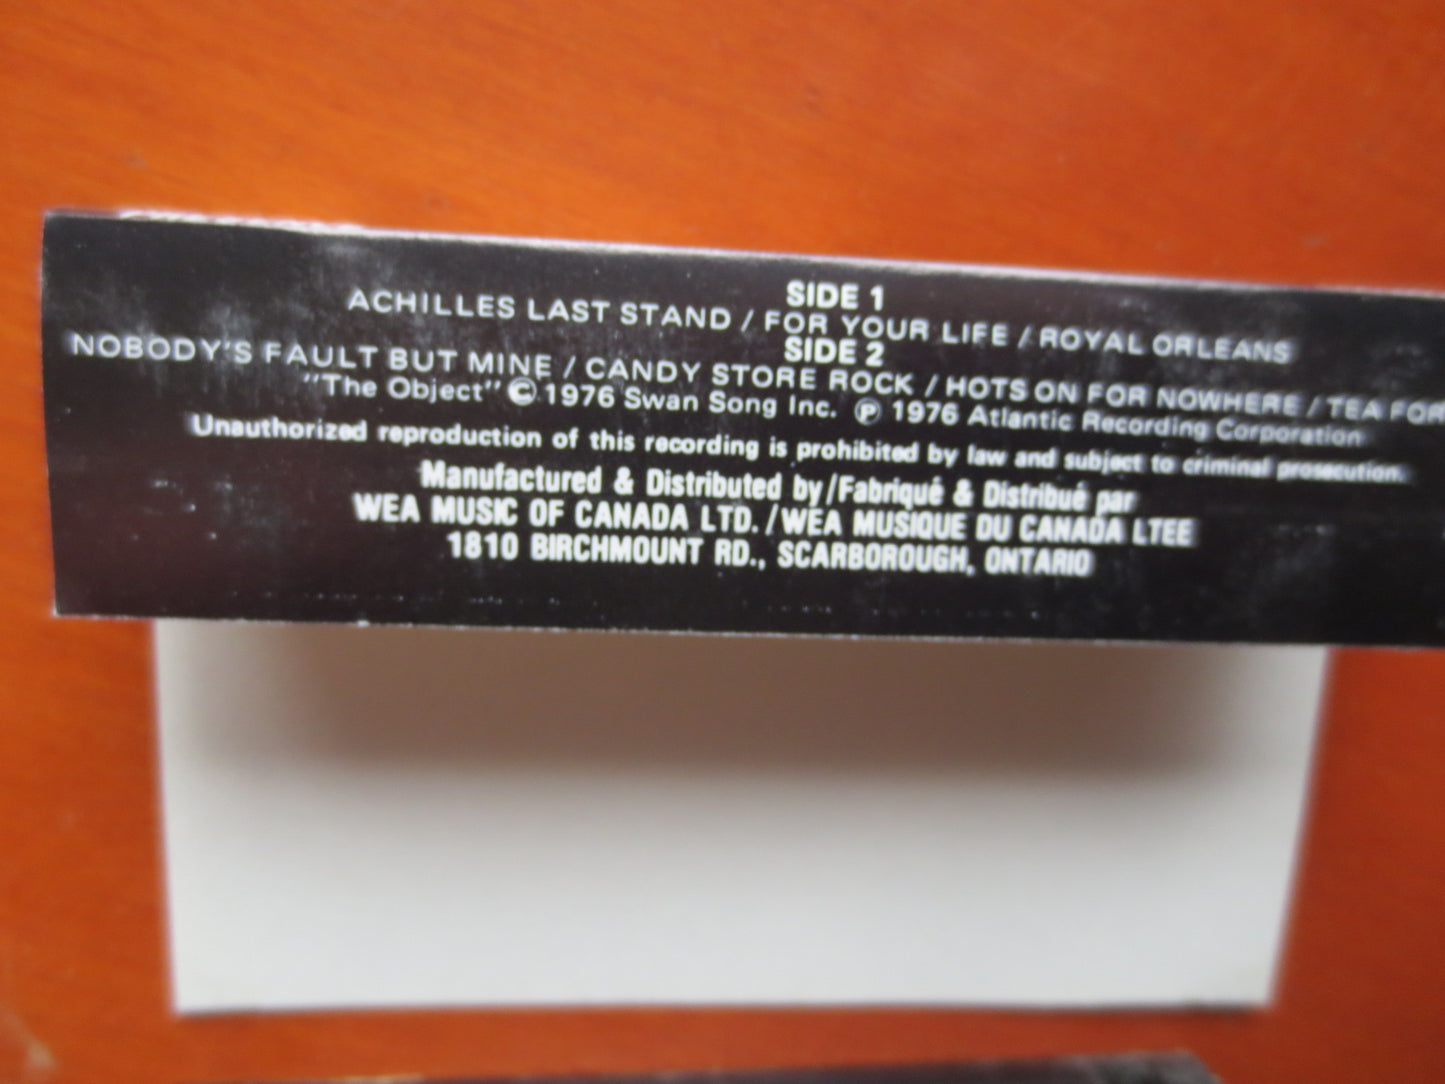 SIDE 1
ACHILLES LAST STAND / FOR YOUR LIFE / ROYAL ORLEANS
SIDE 2
NOBODY'S FAULT BUT MINE / CANDY STORE ROCK / HOTS ON FOR NOWHERE / TEA FOR
"The Object" © 1976 Swan Song Inc. ℗ 1976 Atlantic Recording Corporation
Unauthorized reproduction of this recording is prohibited by law and subject to criminal prosecution.
Manufactured & Distributed by/Fabriqué & Distribué par
WEA MUSIC OF CANADA LTD./WEA MUSIQUE DU CANADA LTEE
1810 BIRCHMOUNT RD., SCARBOROUGH, ONTARIO